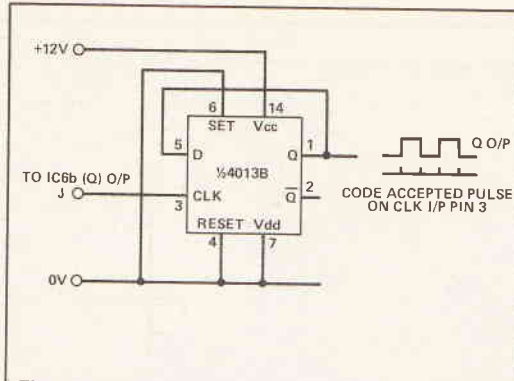 +12V
6 14
SET Vcc
5 D Q 1 Q O/P
½4013B
TO IC6b (Q) O/P
J CLK Q 2
3
CODE ACCEPTED PULSE
ON CLK I/P PIN 3
RESET Vdd
4 7
0V